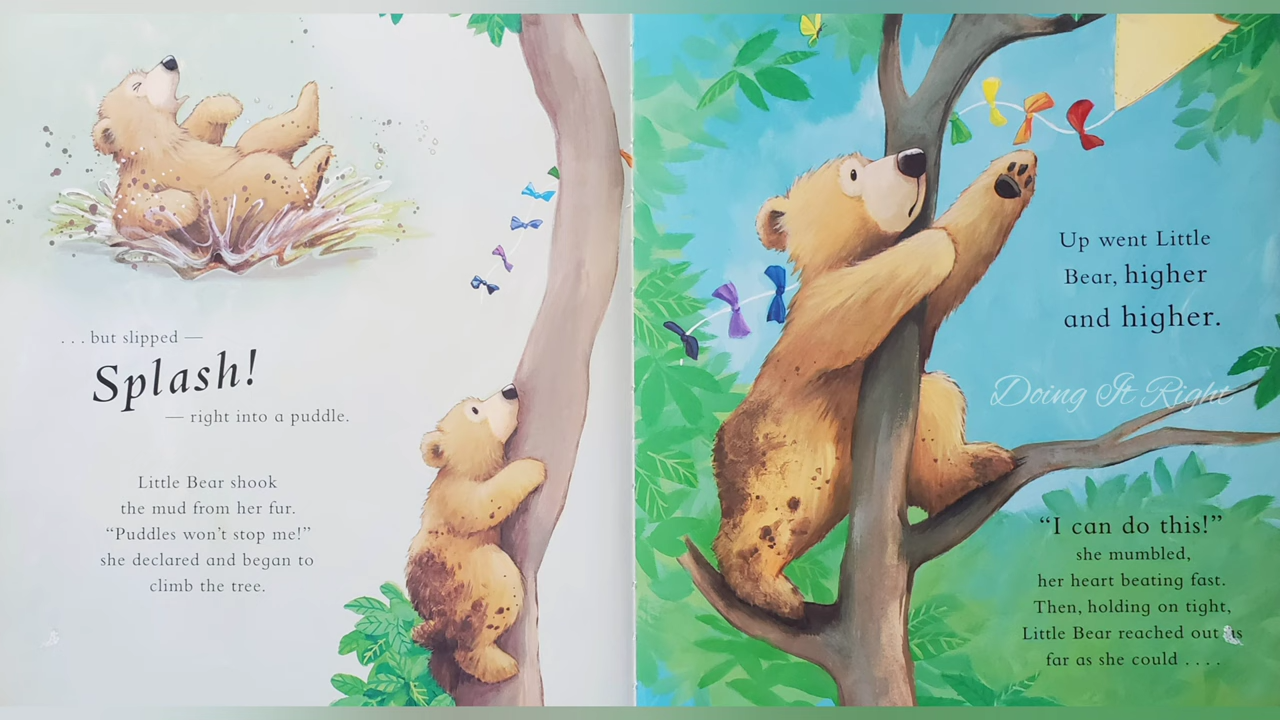 . . . but slipped —
Splash!
— right into a puddle.
Little Bear shook
the mud from her fur.
“Puddles won’t stop me!”
she declared and began to
climb the tree.
Up went Little
Bear, higher
and higher.
Doing It Right
“I can do this!”
she mumbled,
her heart beating fast.
Then, holding on tight,
Little Bear reached out as
far as she could . . . .